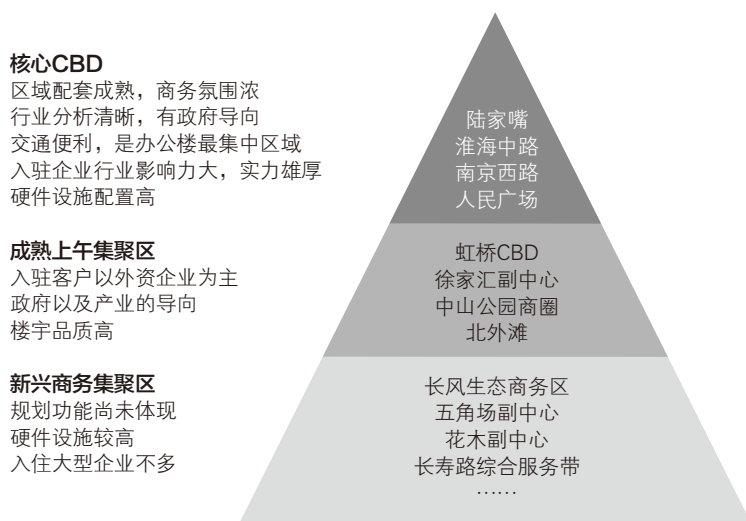 核心CBD
区域配套成熟，商务氛围浓
行业分析清晰，有政府导向
交通便利，是办公楼最集中区域
入驻企业行业影响力大，实力雄厚
硬件设施配置高
陆家嘴
淮海中路
南京西路
人民广场
成熟上午集聚区
入驻客户以外资企业为主
政府以及产业的导向
楼宇品质高
虹桥CBD
徐家汇副中心
中山公园商圈
北外滩
新兴商务集聚区
规划功能尚未体现
硬件设施较高
入住大型企业不多
长风生态商务区
五角场副中心
花木副中心
长寿路综合服务带
……